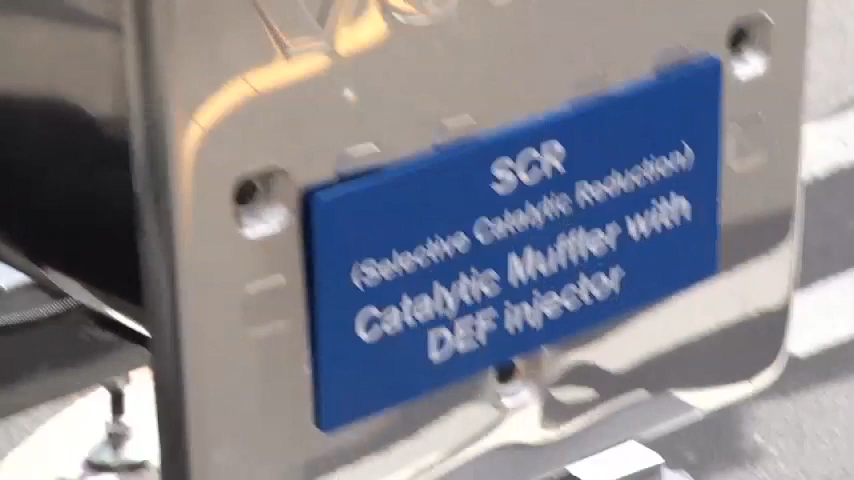 SCR
(Selective Catalytic Reduction)
Catalytic Muffler with
DEF injector